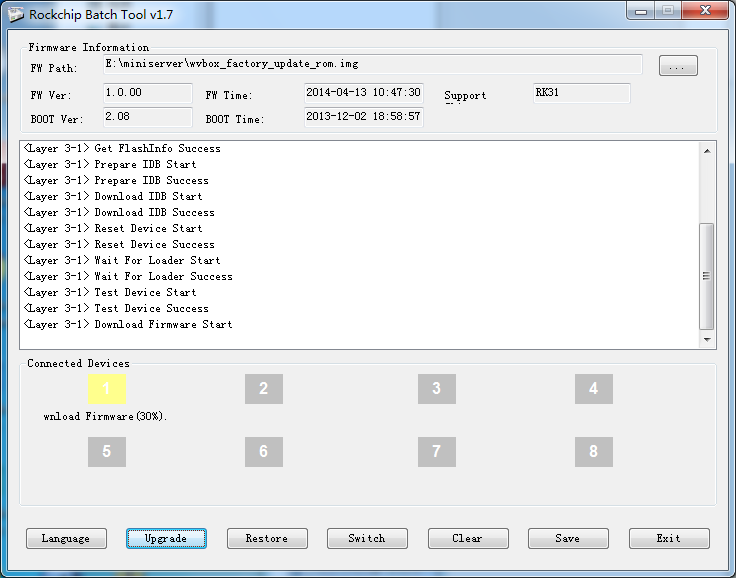 Rockchip Batch Tool v1.7
Firmware Information
FW Path: E:\miniserver\wvbox_factory_update_rom.img ...
FW Ver: 1.0.00 FW Time: 2014-04-13 10:47:30 Support RK31
BOOT Ver: 2.08 BOOT Time: 2013-12-02 18:58:57
<Layer 3-1> Get FlashInfo Success
<Layer 3-1> Prepare IDB Start
<Layer 3-1> Prepare IDB Success
<Layer 3-1> Download IDB Start
<Layer 3-1> Download IDB Success
<Layer 3-1> Reset Device Start
<Layer 3-1> Reset Device Success
<Layer 3-1> Wait For Loader Start
<Layer 3-1> Wait For Loader Success
<Layer 3-1> Test Device Start
<Layer 3-1> Test Device Success
<Layer 3-1> Download Firmware Start
Connected Devices
1 2 3 4
wnload Firmware(30%).
5 6 7 8
Language Upgrade Restore Switch Clear Save Exit